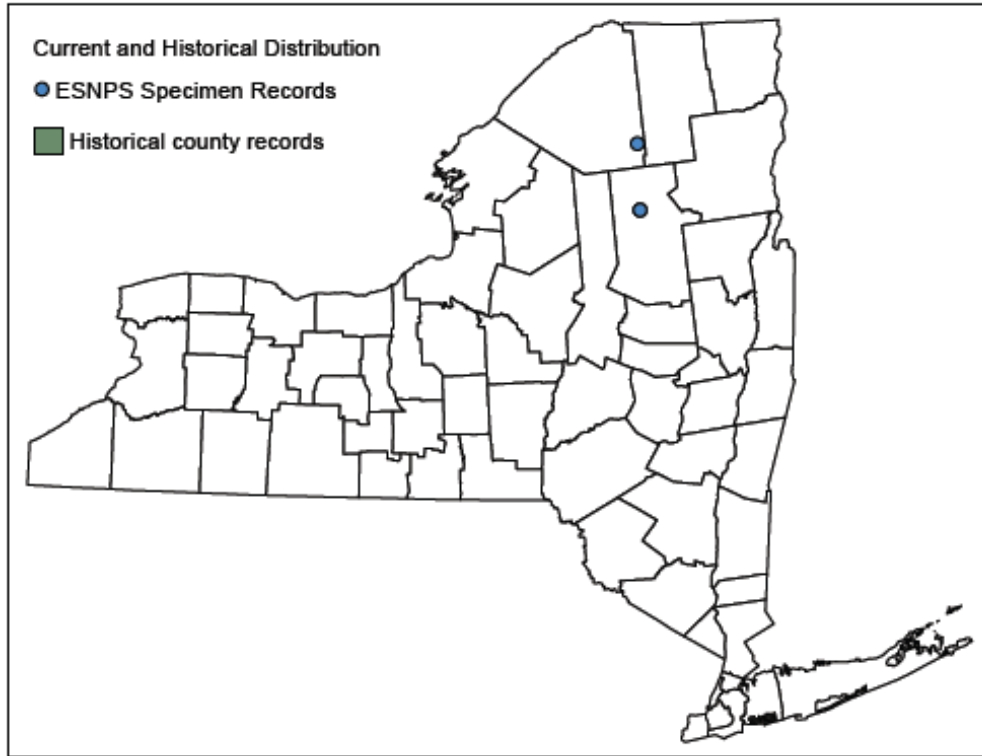 Current and Historical Distribution
ESNPS Specimen Records
Historical county records